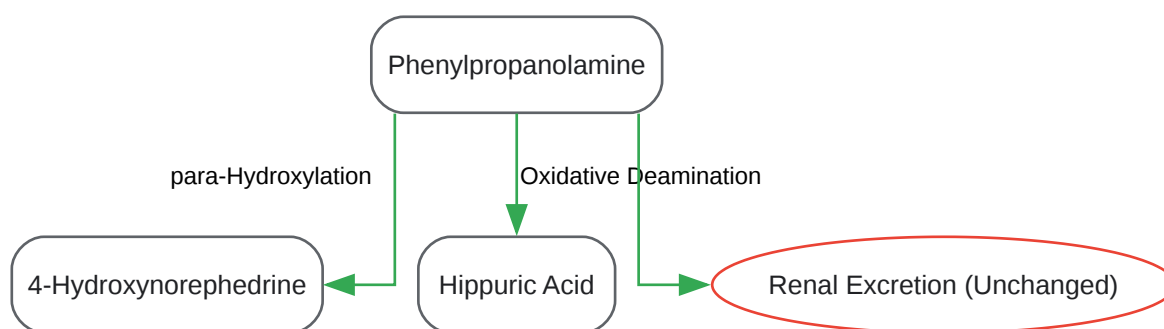 Phenylpropanolamine
para-Hydroxylation
Oxidative Deamination
4-Hydroxynorephedrine
Hippuric Acid
Renal Excretion (Unchanged)